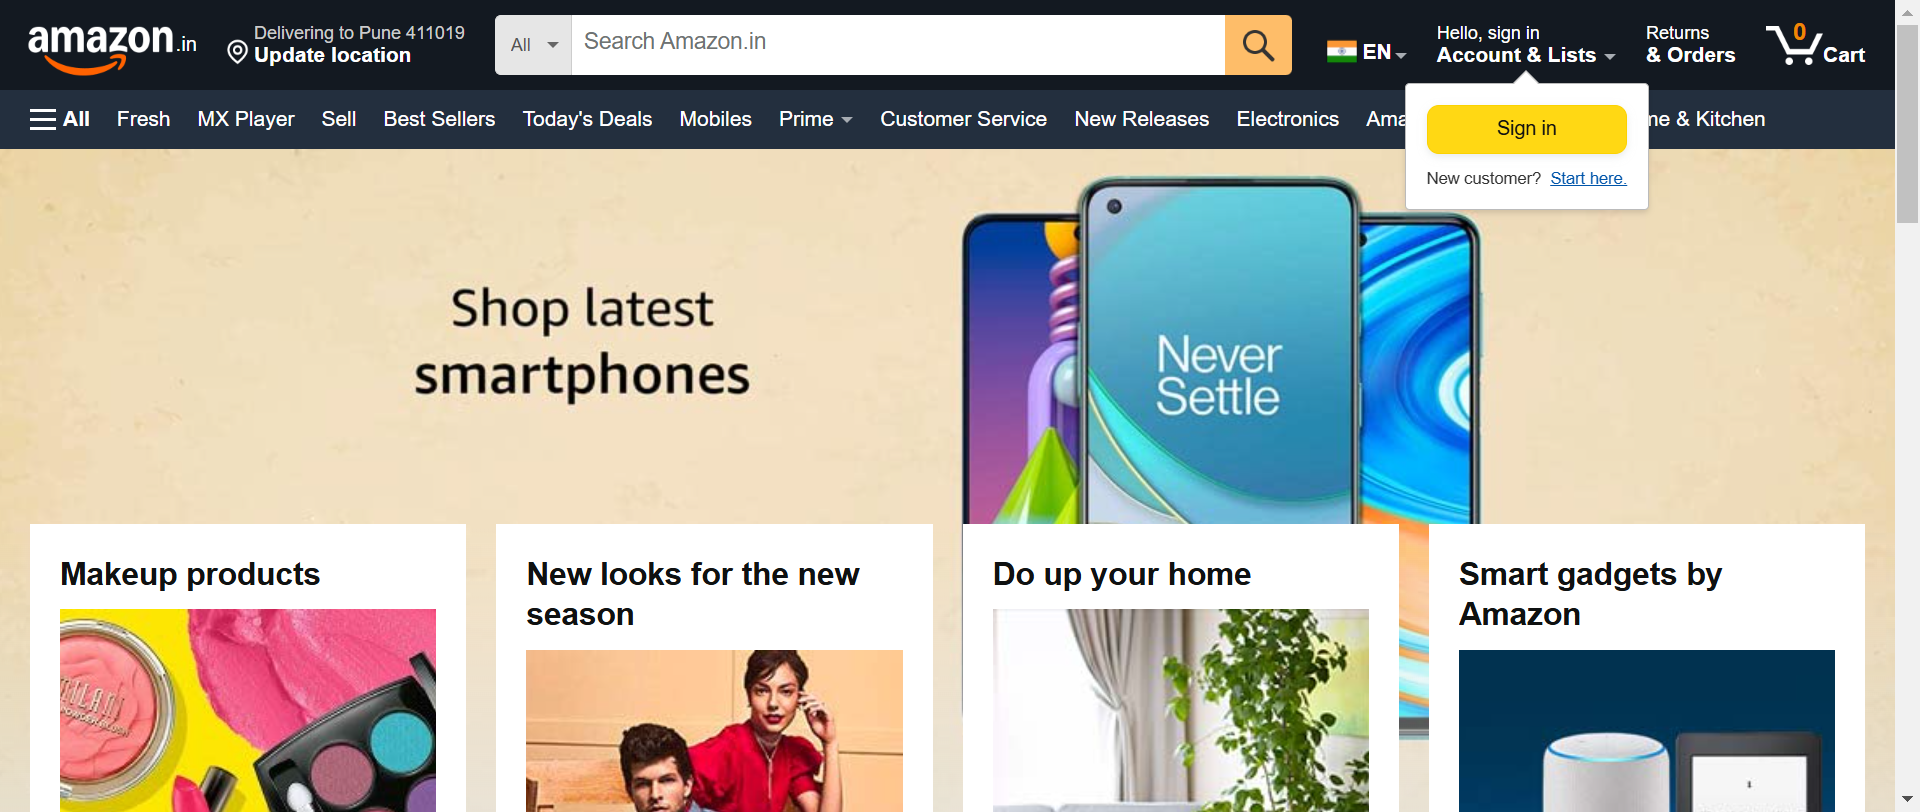 amazon.in
Delivering to Pune 411019
Update location
All
Search Amazon.in
EN
Hello, sign in
Account & Lists
Returns
& Orders
0
Cart
All
Fresh
MX Player
Sell
Best Sellers
Today's Deals
Mobiles
Prime
Customer Service
New Releases
Electronics
Ama
ne & Kitchen
Sign in
New customer? Start here.
Shop latest
smartphones
Never
Settle
Makeup products
New looks for the new
season
Do up your home
Smart gadgets by
Amazon
MILANI
POWDER BLUSH